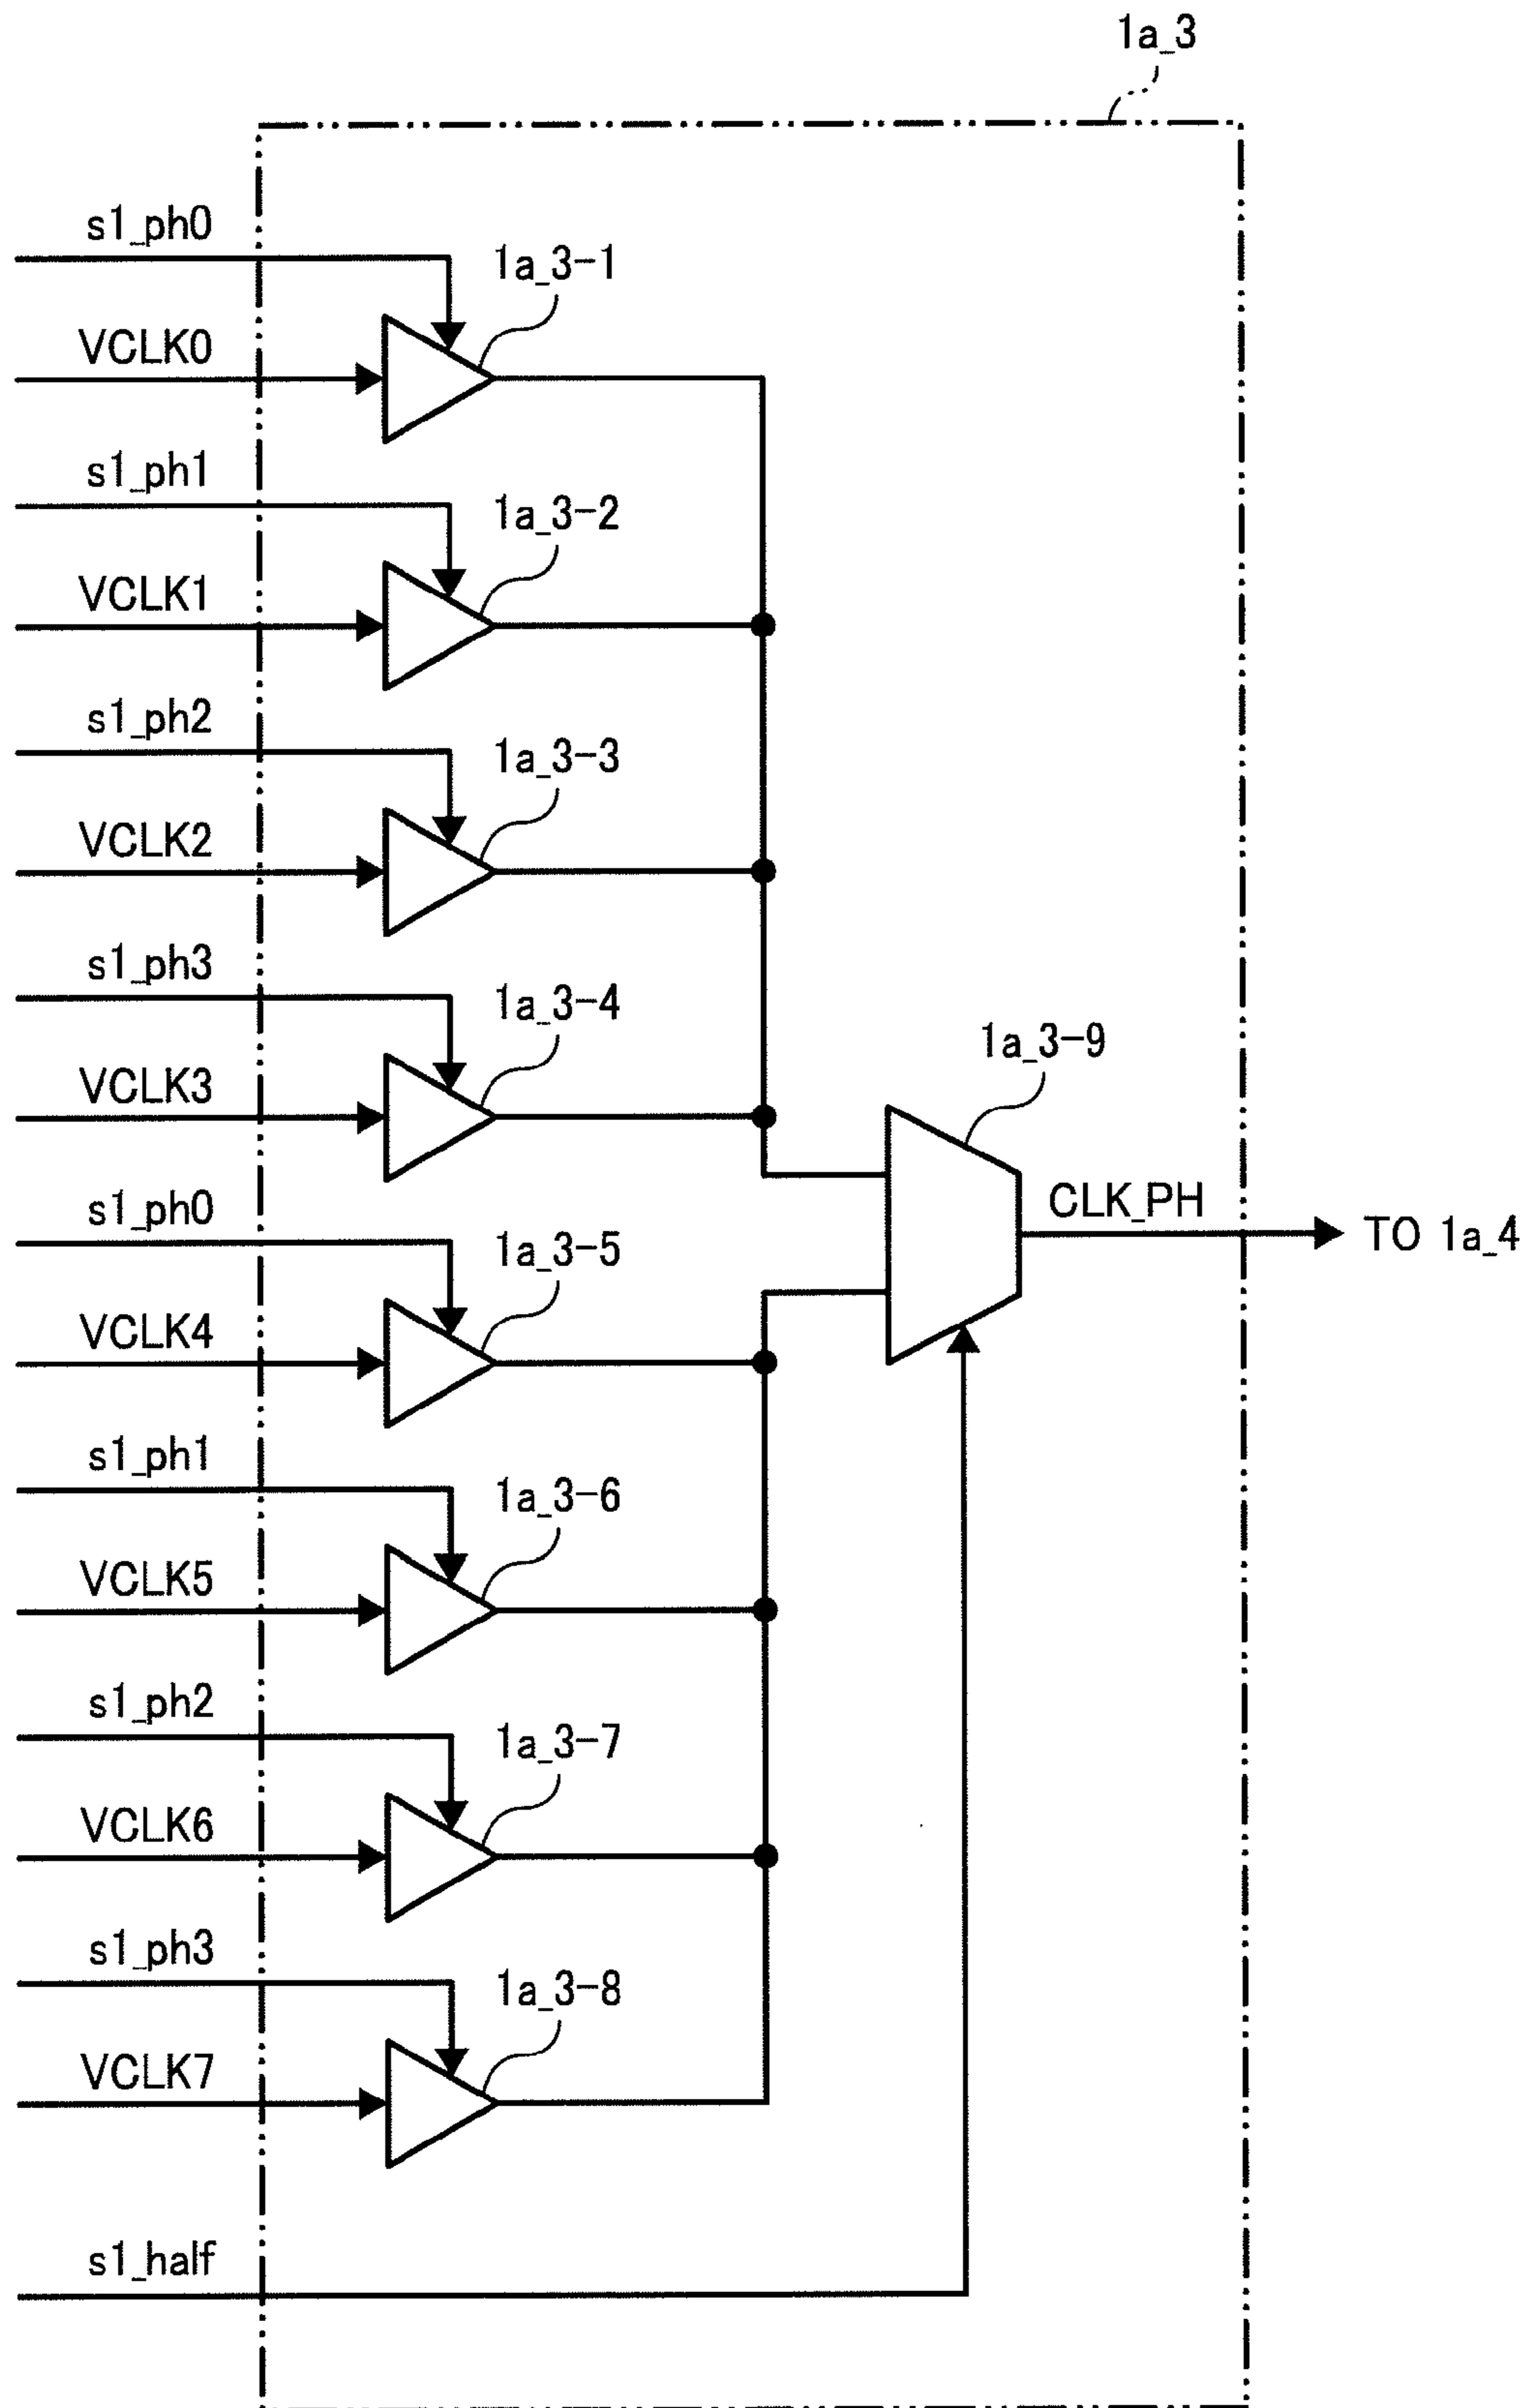 1a_3
s1_ph0
1a_3-1
VCLK0
s1_ph1
1a_3-2
VCLK1
s1_ph2
1a_3-3
VCLK2
s1_ph3
1a_3-4
VCLK3
1a_3-9
s1_ph0
CLK_PH
TO 1a_4
1a_3-5
VCLK4
s1_ph1
1a_3-6
VCLK5
s1_ph2
1a_3-7
VCLK6
s1_ph3
1a_3-8
VCLK7
s1_half